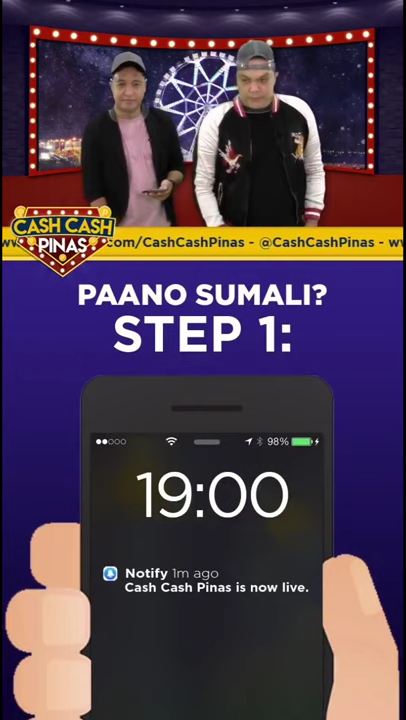 CASH CASH
PINAS
w .com/CashCashPinas - @CashCashPinas - w
PAANO SUMALI?
STEP 1:
98%
19:00
Notify 1m ago
Cash Cash Pinas is now live.